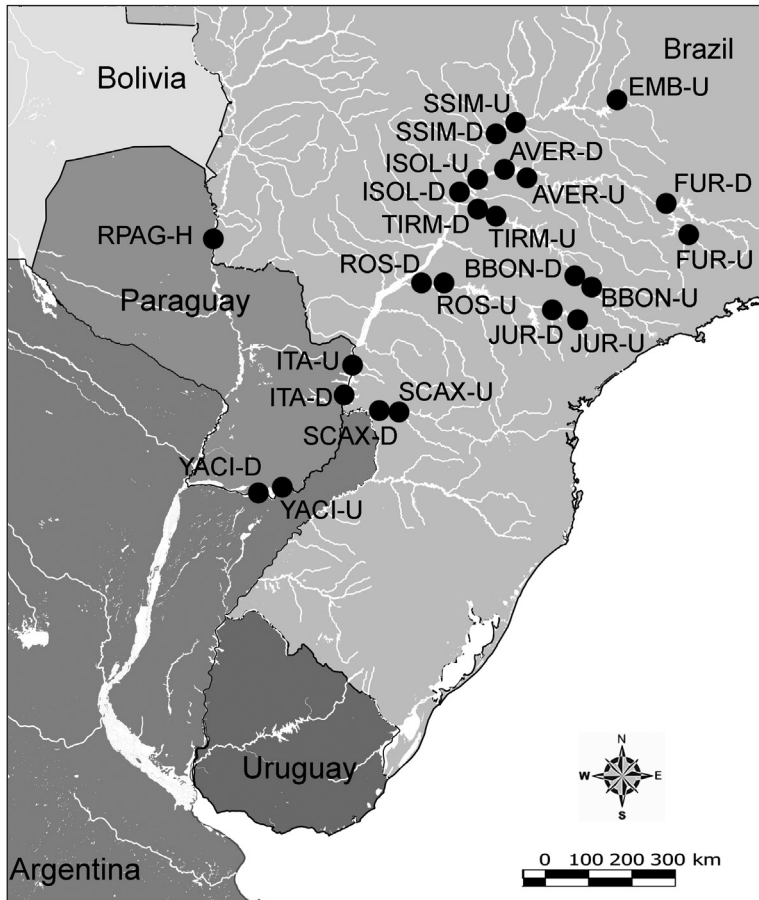 Brazil
Bolivia
EMB-U
SSIM-U
SSIM-D
AVER-D
ISOL-U
AVER-U
FUR-D
ISOL-D
TIRM-D
TIRM-U
RPAG-H
FUR-U
ROS-D
BBON-D
Paraguay
ROS-U
BBON-U
JUR-D
JUR-U
ITA-U
ITA-D
SCAX-U
SCAX-D
YACI-D
YACI-U
N
W E
S
Uruguay
Argentina
0 100 200 300 km